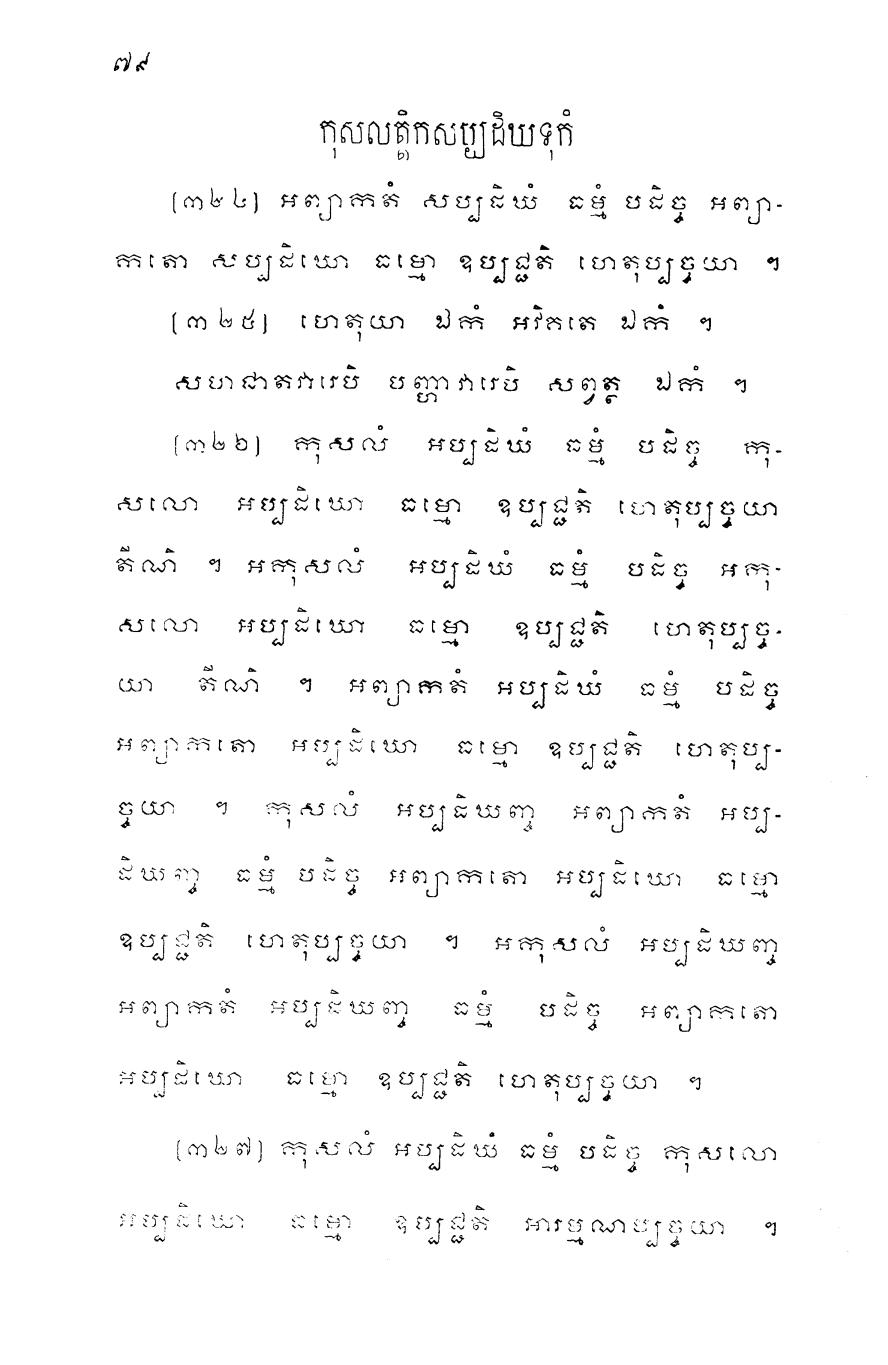 ៧៩
កុសលត្តិកសប្បដិឃទុកំ
[៣២៤] អព្យាកតំ សប្បដិឃំ ធម្មំ បដិច្ច អព្យា-
កតោ សប្បដិឃោ ធម្មោ ឧប្បជ្ជតិ ហេតុប្បច្ចយា ។
[៣២៥] ហេតុយា ឯកំ អវិគតេ ឯកំ ។
សហជាតវារេបិ បញ្ហាវារេបិ សព្វត្ថ ឯកំ ។
[៣២៦] កុសលំ អប្បដិឃំ ធម្មំ បដិច្ច កុ-
សលោ អប្បដិឃោ ធម្មោ ឧប្បជ្ជតិ ហេតុប្បច្ចយា
តីណិ ។ អកុសលំ អប្បដិឃំ ធម្មំ បដិច្ច អកុ-
សលោ អប្បដិឃោ ធម្មោ ឧប្បជ្ជតិ ហេតុប្បច្ច-
យា តីណិ ។ អព្យាកតំ អប្បដិឃំ ធម្មំ បដិច្ច
អព្យាកតោ អប្បដិឃោ ធម្មោ ឧប្បជ្ជតិ ហេតុប្ប-
ច្ចយា ។ កុសលំ អប្បដិឃញ្ច អព្យាកតំ អប្ប-
ដិឃញ្ច ធម្មំ បដិច្ច អព្យាកតោ អប្បដិឃោ ធម្មោ
ឧប្បជ្ជតិ ហេតុប្បច្ចយា ។ អកុសលំ អប្បដិឃញ្ច
អព្យាកតំ អប្បដិឃញ្ច ធម្មំ បដិច្ច អព្យាកតោ
អប្បដិឃោ ធម្មោ ឧប្បជ្ជតិ ហេតុប្បច្ចយា ។
[៣២៧] កុសលំ អប្បដិឃំ ធម្មំ បដិច្ច កុសលោ
អប្បដិឃោ ធម្មោ ឧប្បជ្ជតិ អារម្មណប្បច្ចយា ។